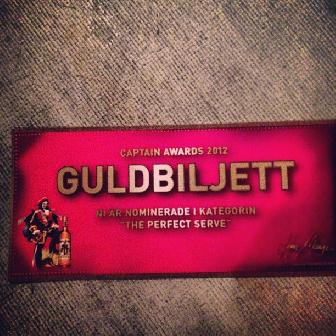 CAPTAIN AWARDS 2012
GULDBILJETT
NI ÄR NOMINERADE I KATEGORIN
"THE PERFECT SERVE"